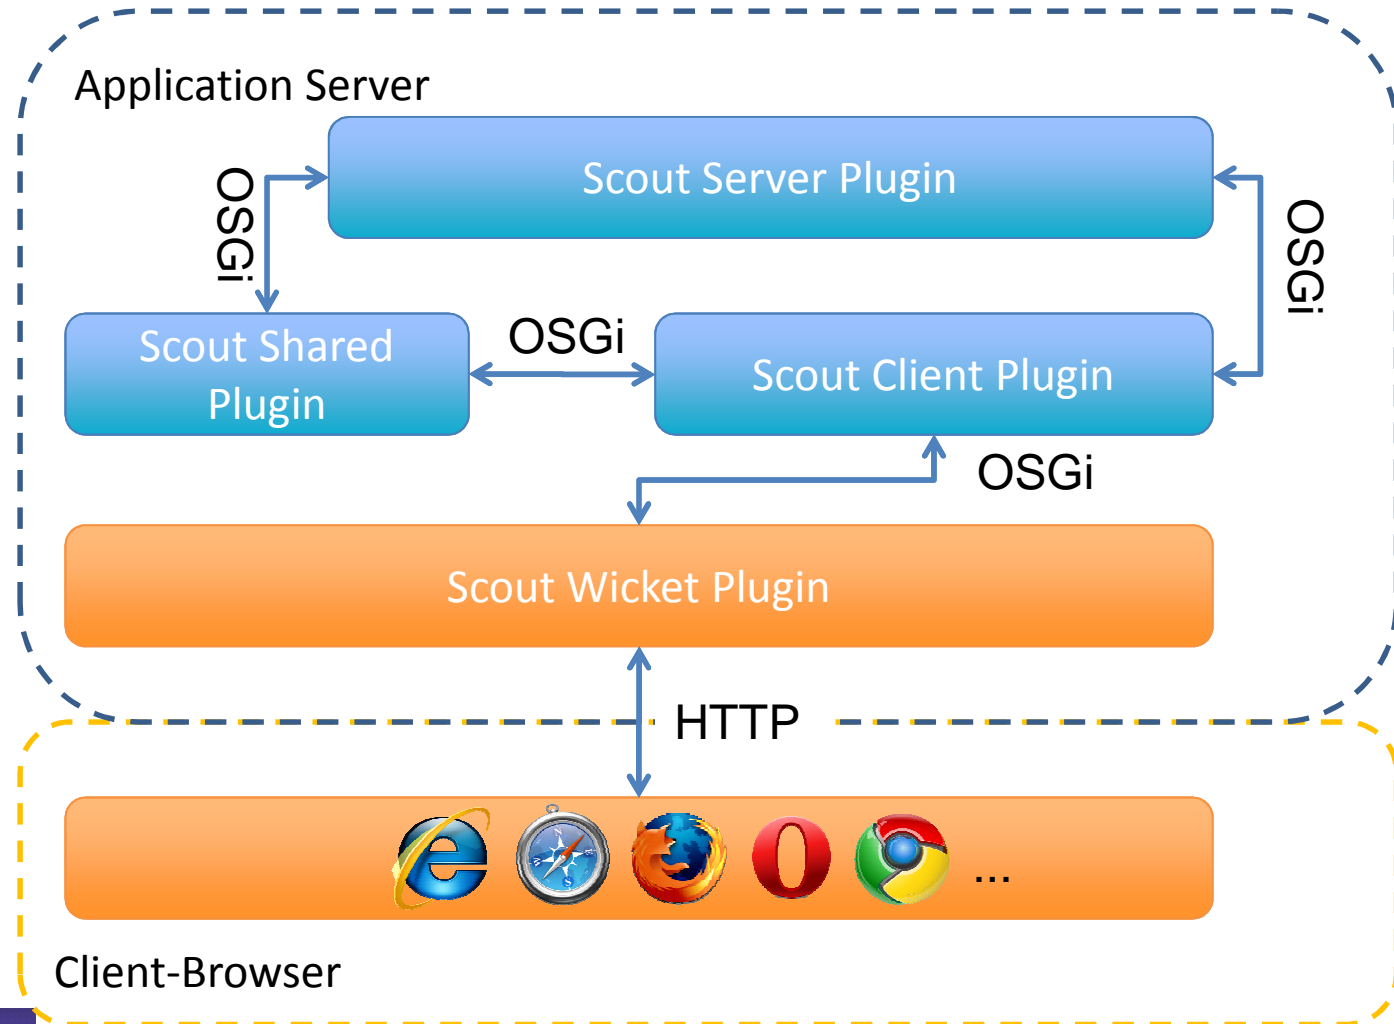 Application Server
Scout Server Plugin
OSGi
OSGi
Scout Shared
Plugin
OSGi
Scout Client Plugin
OSGi
Scout Wicket Plugin
HTTP
...
Client-Browser